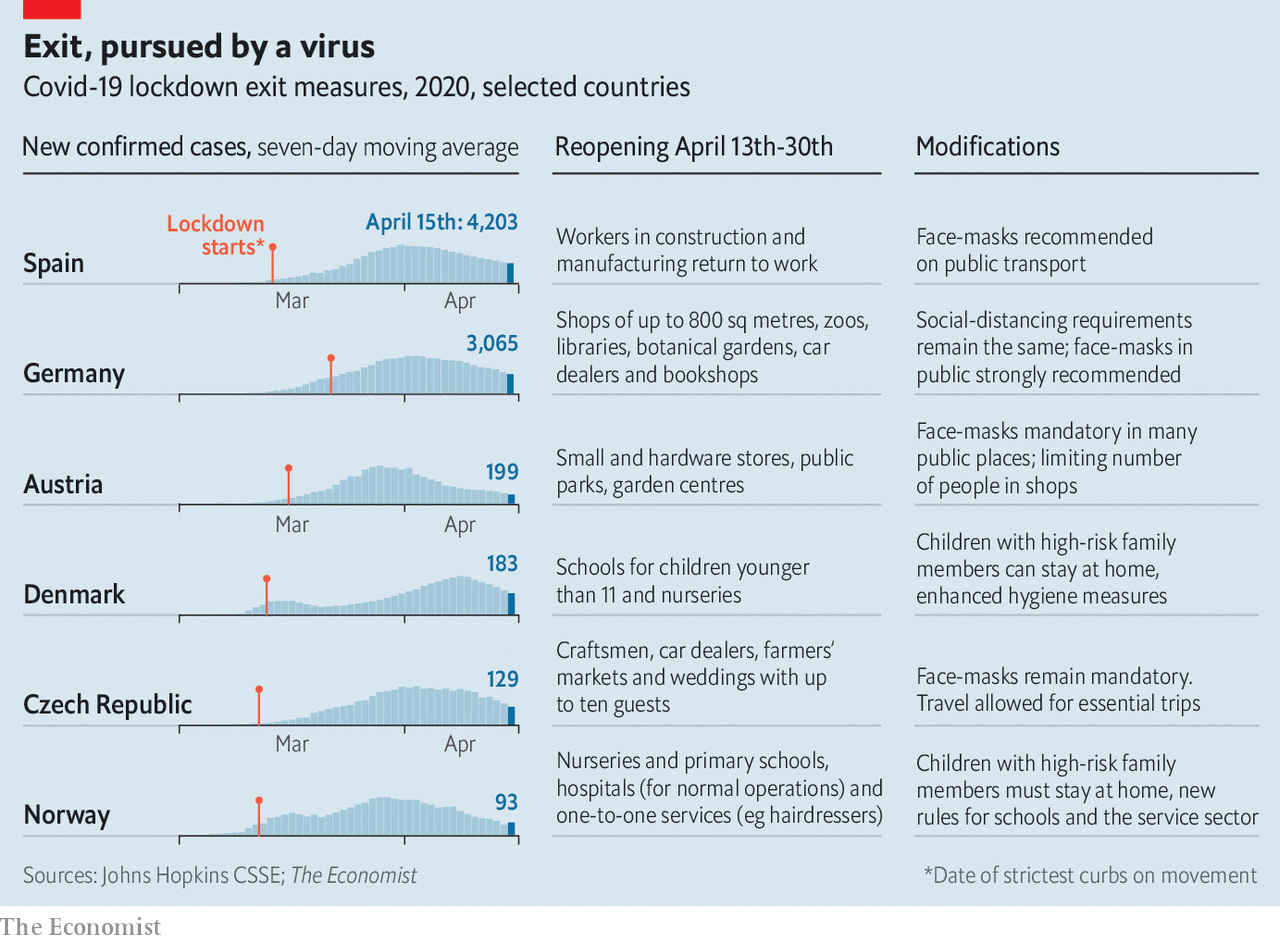 Exit, pursued by a virus
Covid-19 lockdown exit measures, 2020, selected countries
New confirmed cases, seven-day moving average
Reopening April 13th-30th
Modifications
Lockdown
starts*
April 15th: 4,203
Spain
Mar
Apr
Workers in construction and
manufacturing return to work
Face-masks recommended
on public transport
3,065
Germany
Shops of up to 800 sq metres, zoos,
libraries, botanical gardens, car
dealers and bookshops
Social-distancing requirements
remain the same; face-masks in
public strongly recommended
199
Austria
Mar
Apr
Small and hardware stores, public
parks, garden centres
Face-masks mandatory in many
public places; limiting number
of people in shops
183
Denmark
Schools for children younger
than 11 and nurseries
Children with high-risk family
members can stay at home,
enhanced hygiene measures
129
Czech Republic
Mar
Apr
Craftsmen, car dealers, farmers’
markets and weddings with up
to ten guests
Face-masks remain mandatory.
Travel allowed for essential trips
93
Norway
Nurseries and primary schools,
hospitals (for normal operations) and
one-to-one services (eg hairdressers)
Children with high-risk family
members must stay at home, new
rules for schools and the service sector
Sources: Johns Hopkins CSSE; The Economist
*Date of strictest curbs on movement
The Economist